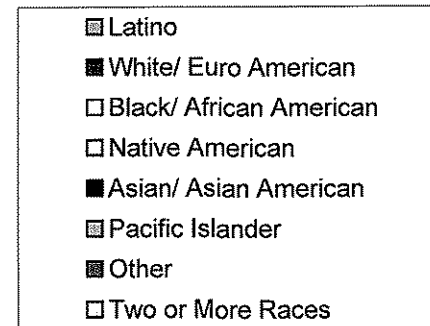 Latino
White/ Euro American
Black/ African American
Native American
Asian/ Asian American
Pacific Islander
Other
Two or More Races